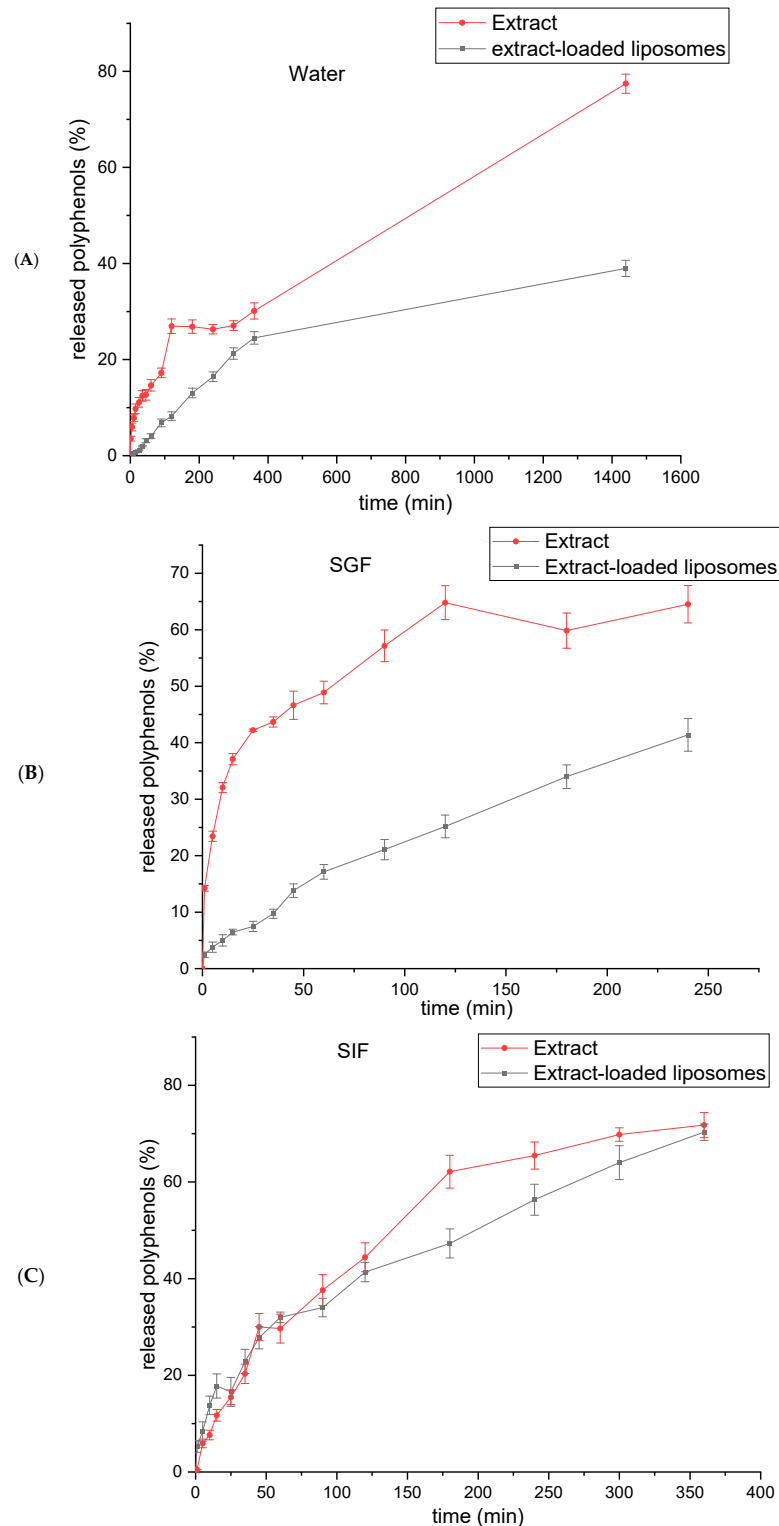 Extract
extract-loaded liposomes
Water
(A)
released polyphenols (%)
80
60
40
20
0
0 200 400 600 800 1000 1200 1400 1600
time (min)
Extract
Extract-loaded liposomes
SGF
(B)
released polyphenols (%)
70
60
50
40
30
20
10
0
0 50 100 150 200 250
time (min)
Extract
Extract-loaded liposomes
SIF
(C)
released polyphenols (%)
80
60
40
20
0
0 50 100 150 200 250 300 350 400
time (min)